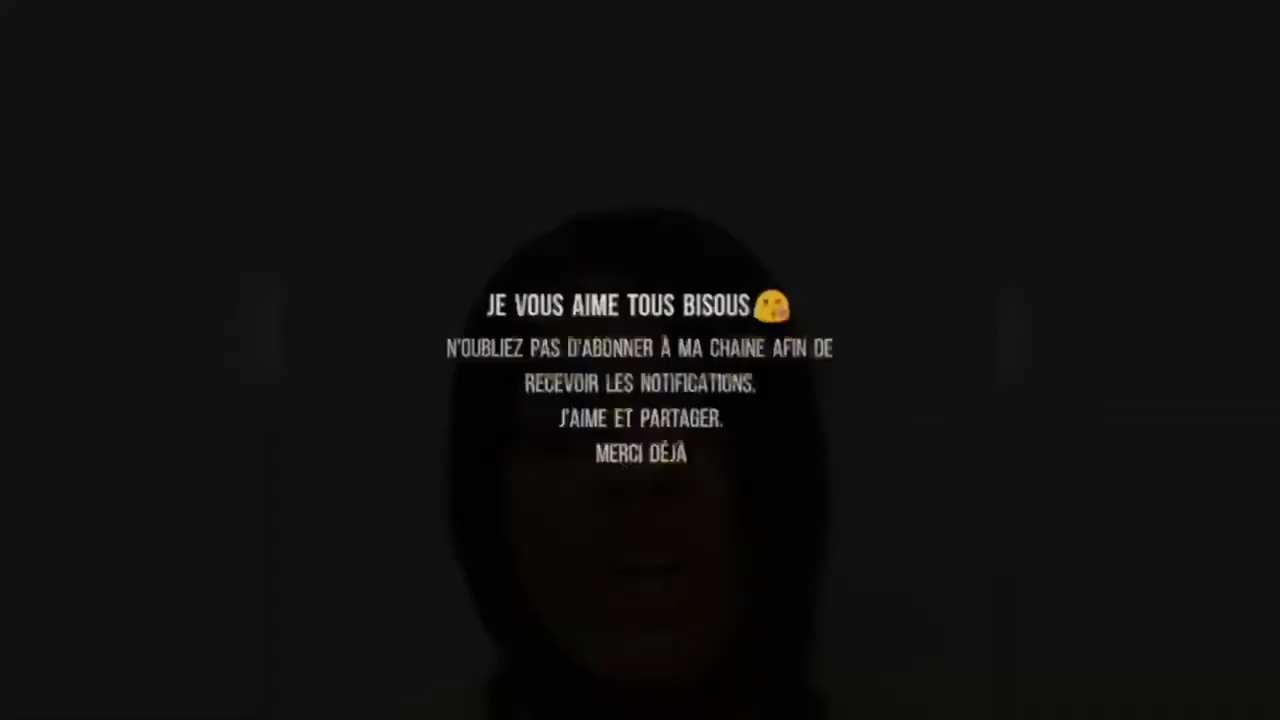 JE VOUS AIME TOUS BISOUS😘
N'OUBLIEZ PAS D'ABONNER À MA CHAINE AFIN DE
RECEVOIR LES NOTIFICATIONS.
J'AIME ET PARTAGER.
MERCI DÉJÀ